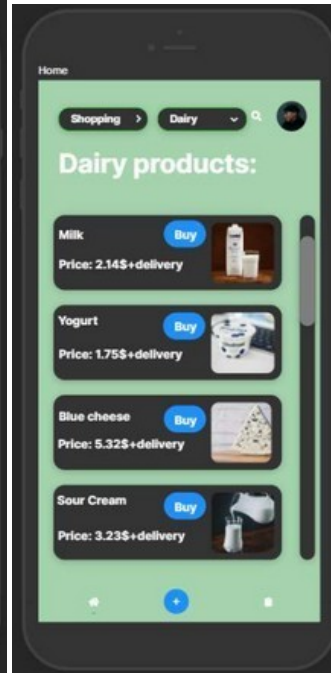 Home
Shopping
Dairy
Dairy products:
Milk
Buy
Price: 2.14$+delivery
Yogurt
Buy
Price: 1.75$+delivery
Blue cheese
Buy
Price: 5.32$+delivery
Sour Cream
Buy
Price: 3.23$+delivery